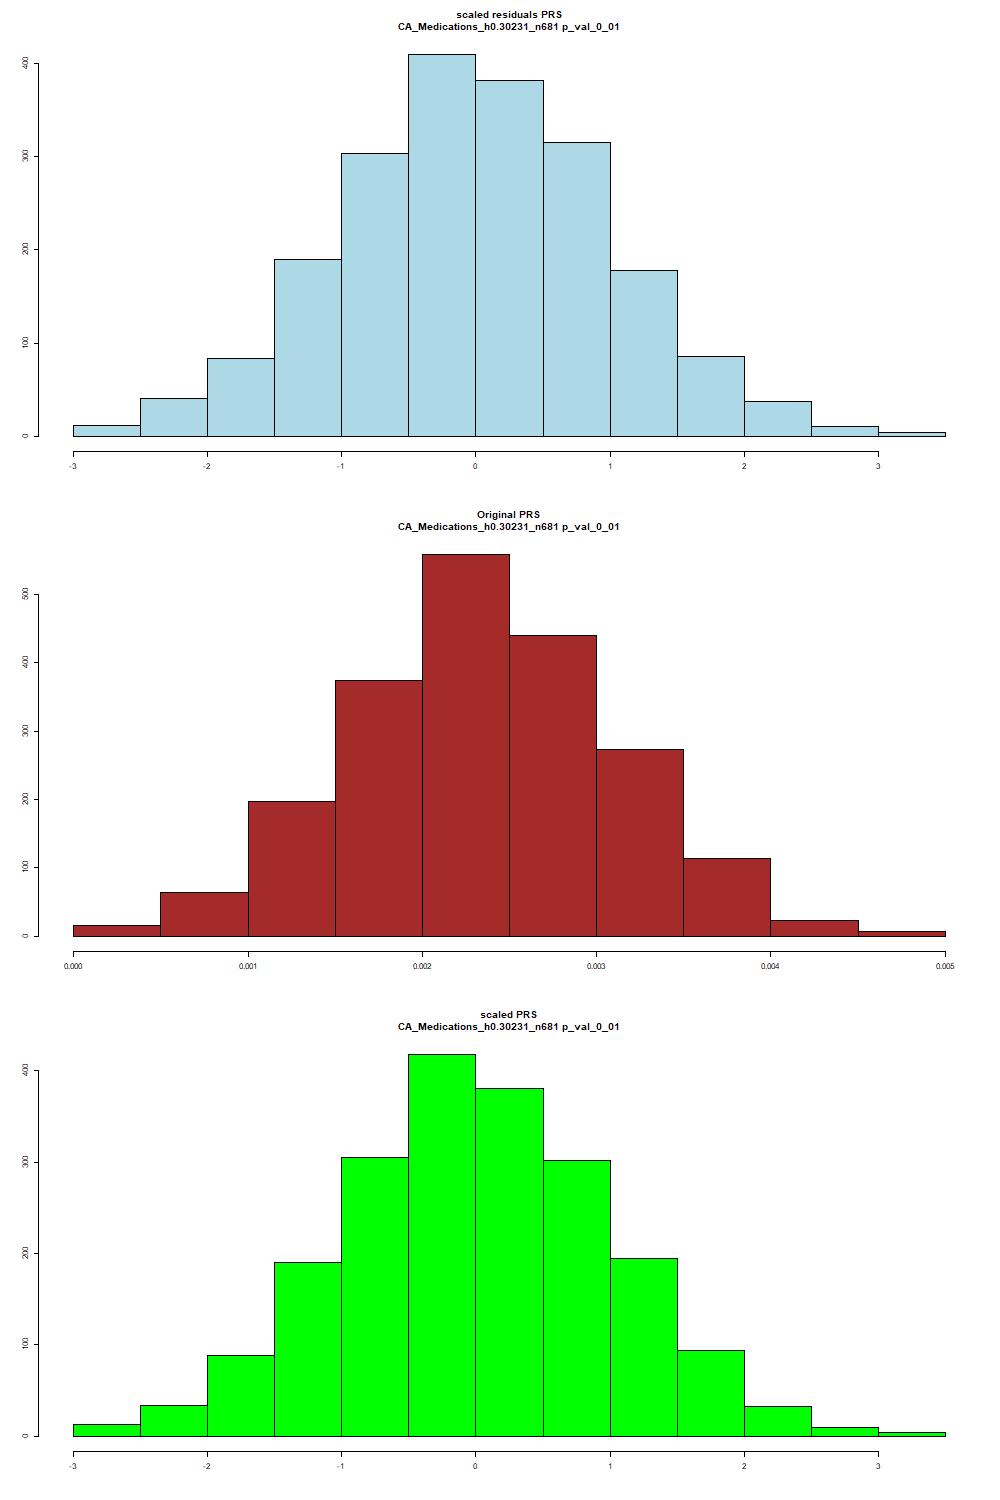 scaled residuals PRS
CA_Medications_h0.30231_n681 p_val_0_01
400
300
200
100
0
-3 -2 -1 0 1 2 3
Original PRS
CA_Medications_h0.30231_n681 p_val_0_01
500
400
300
200
100
0
0.000 0.001 0.002 0.003 0.004 0.005
scaled PRS
CA_Medications_h0.30231_n681 p_val_0_01
400
300
200
100
0
-3 -2 -1 0 1 2 3